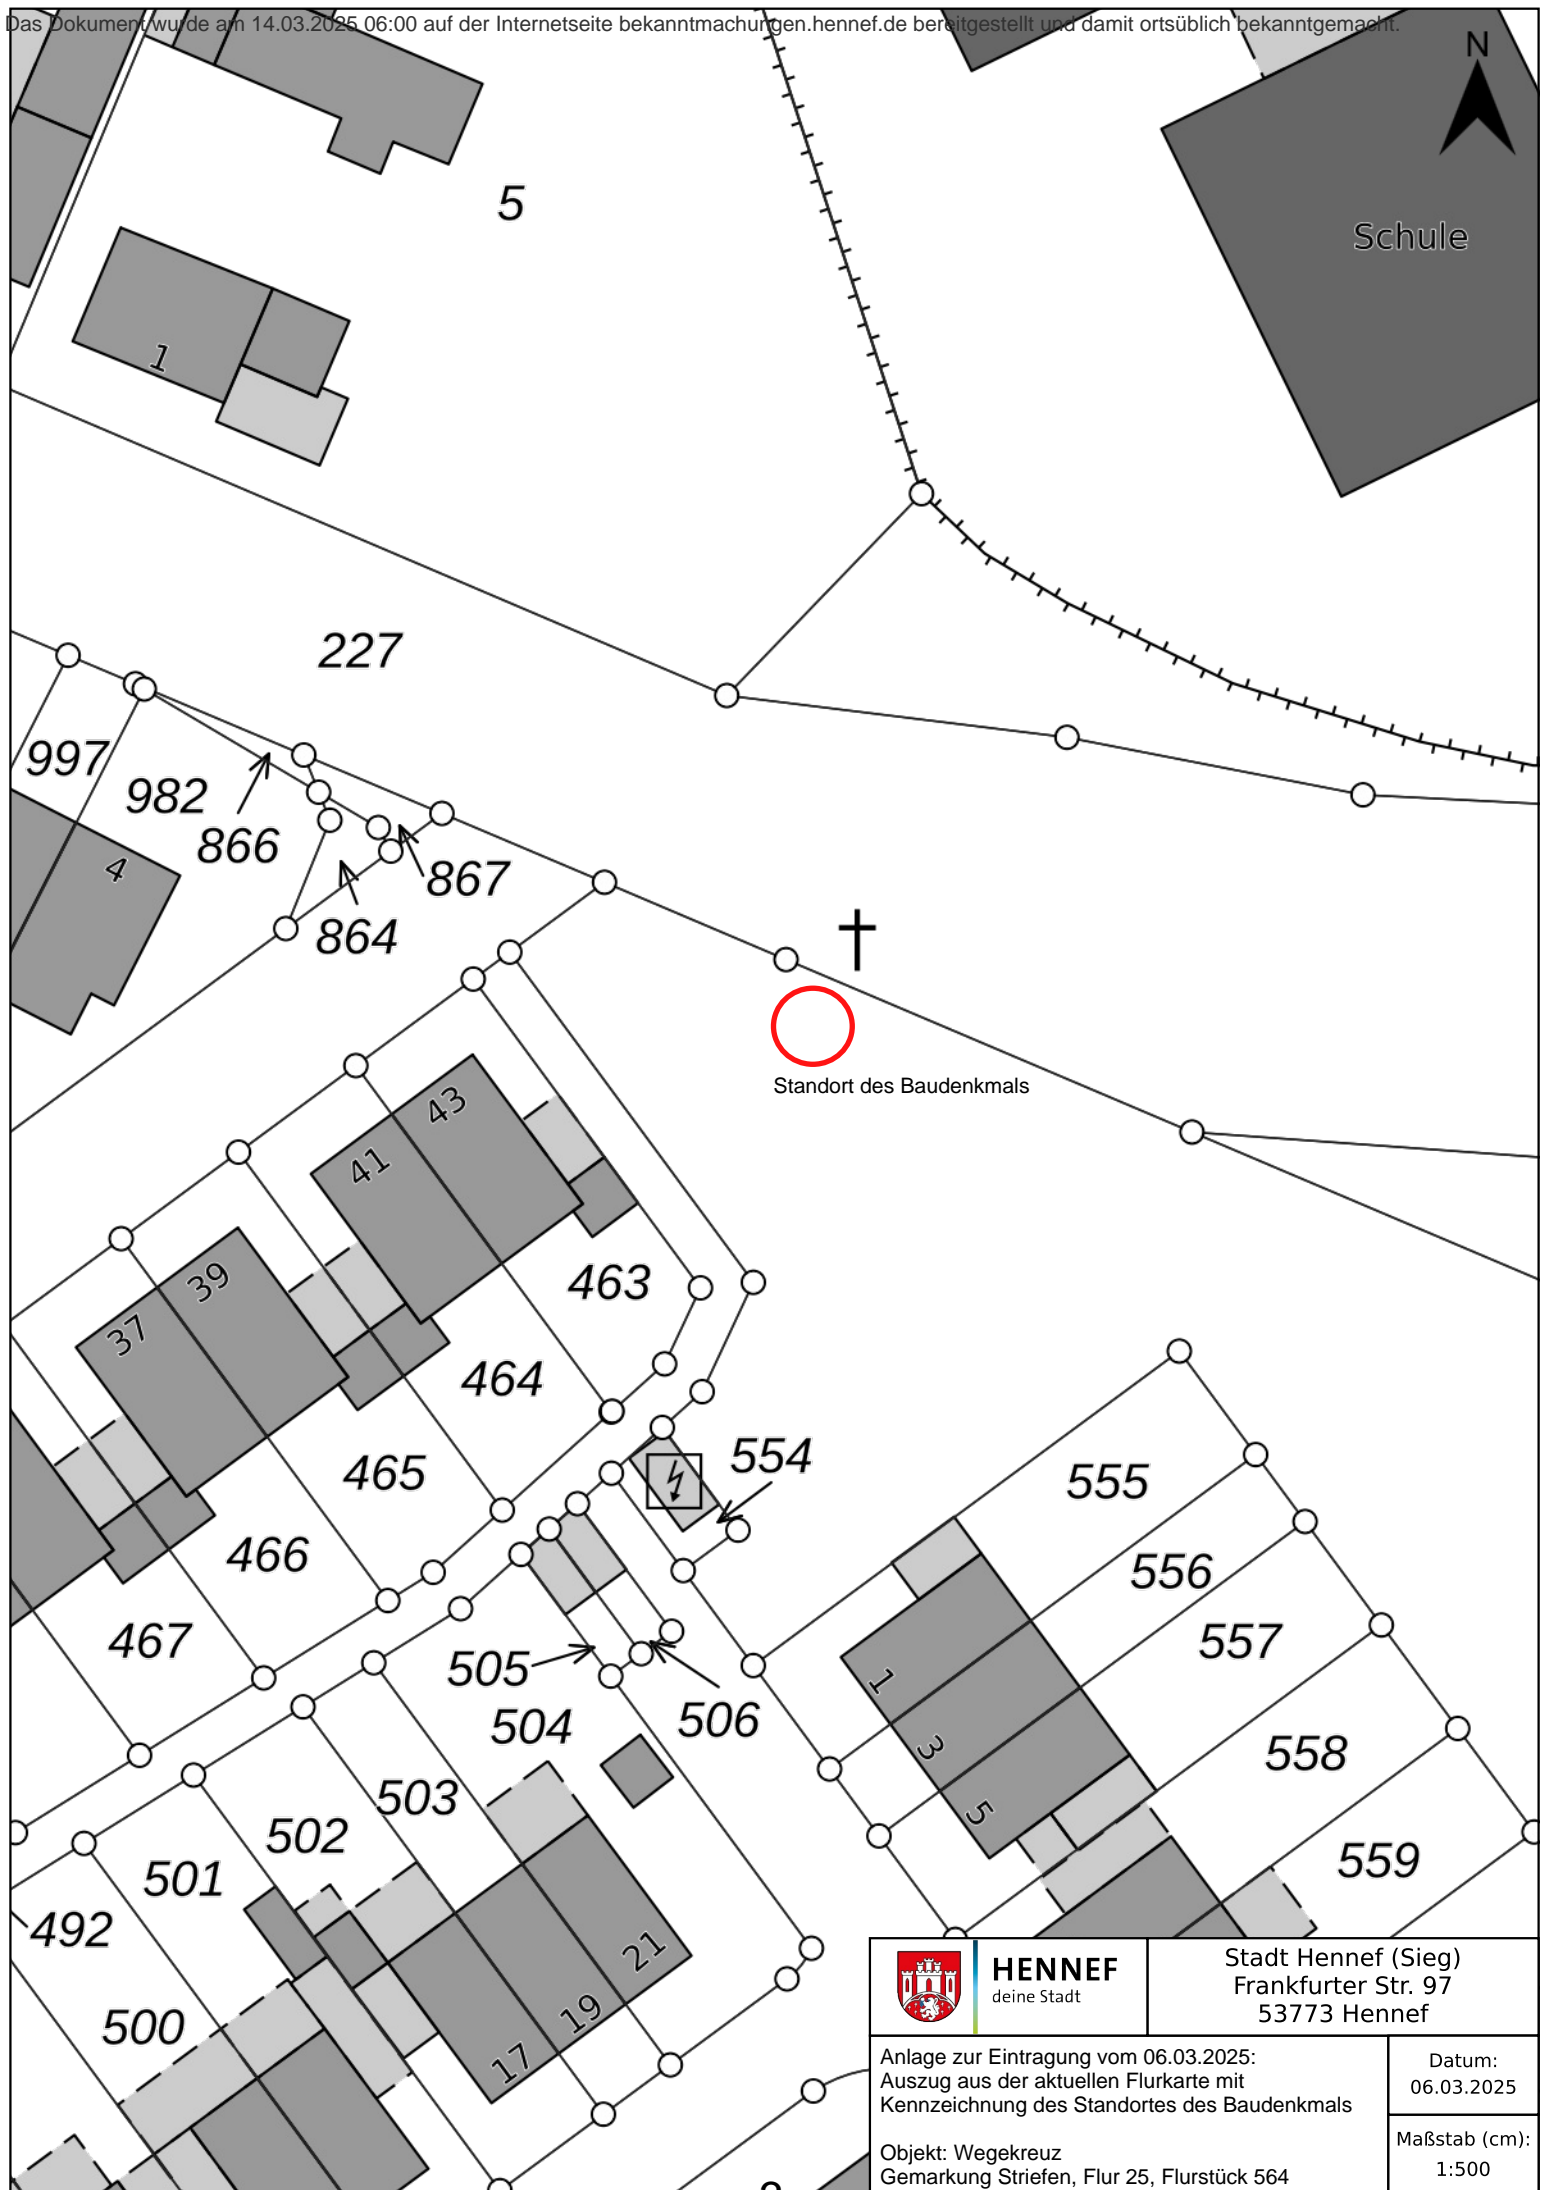 Das Dokument wurde am 14.03.2025 06:00 auf der Internetseite bekanntmachungen.hennef.de bereitgestellt und damit ortsüblich bekanntgemacht.
N
5
Schule
1
227
997
982
866
4
867
864
Standort des Baudenkmals
43
41
39
37
463
464
465
466
467
554
555
556
557
558
559
1
3
5
505
506
504
503
502
501
492
500
21
19
17
HENNEF
deine Stadt
Stadt Hennef (Sieg)
Frankfurter Str. 97
53773 Hennef
Anlage zur Eintragung vom 06.03.2025:
Auszug aus der aktuellen Flurkarte mit
Kennzeichnung des Standortes des Baudenkmals
Objekt: Wegekreuz
Gemarkung Striefen, Flur 25, Flurstück 564
Datum:
06.03.2025
Maßstab (cm):
1:500